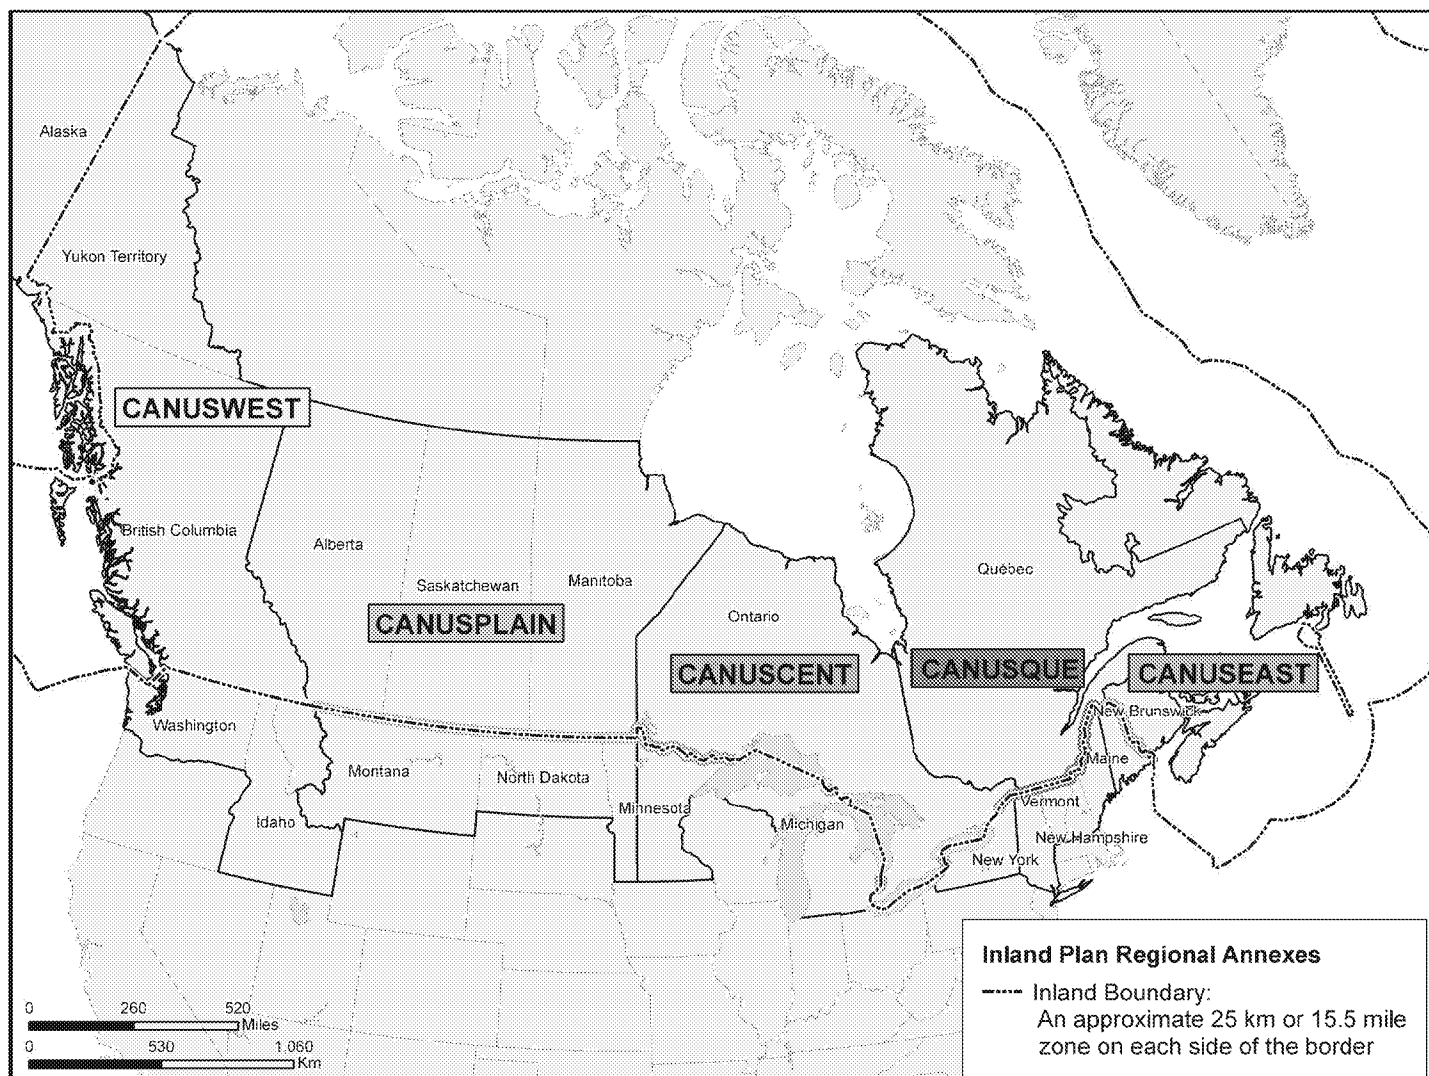 Alaska
Yukon Territory
CANUSWEST
British Columbia
Alberta
Saskatchewan
Manitoba
Québec
CANUSPLAIN
Ontario
CANUSCENT
CANUSQUE
CANUSEAST
New Brunswick
Washington
Maine
Montana
North Dakota
Minnesota
Vermont
Idaho
Michigan
New Hampshire
New York
Inland Plan Regional Annexes
Inland Boundary:
An approximate 25 km or 15.5 mile
zone on each side of the border
0 260 520
Miles
0 530 1,060
Km